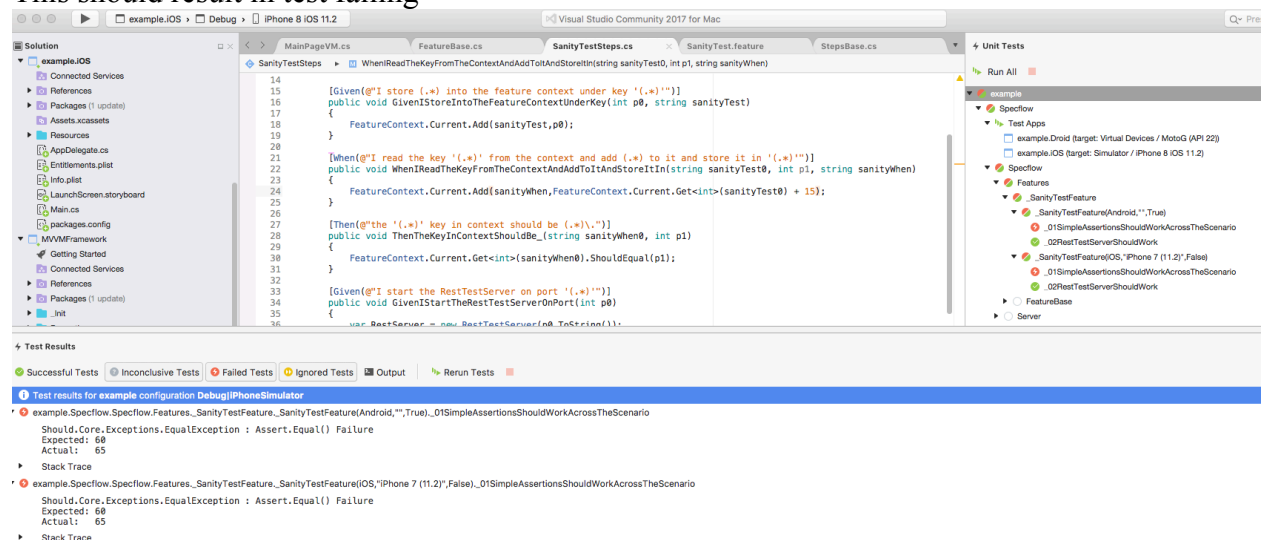 This should result in test failing
example.iOS › Debug › iPhone 8 iOS 11.2
Visual Studio Community 2017 for Mac
Solution
example.iOS
Connected Services
References
Packages (1 update)
Assets.xcassets
Resources
AppDelegate.cs
Entitlements.plist
Info.plist
LaunchScreen.storyboard
Main.cs
packages.config
MVVMFramework
Getting Started
Connected Services
References
Packages (1 update)
_Init
MainPageVM.cs
FeatureBase.cs
SanityTestSteps.cs
SanityTest.feature
StepsBase.cs
SanityTestSteps ▸ WhenIReadTheKeyFromTheContextAndAddToItAndStoreItIn(string sanityTest0, int p1, string sanityWhen)
14
15 [Given(@"I store (.*) into the feature context under key '(.*)'")]
16 public void GivenIStoreIntoTheFeatureContextUnderKey(int p0, string sanityTest)
17 {
18 FeatureContext.Current.Add(sanityTest,p0);
19 }
20
21 [When(@"I read the key '(.*)' from the context and add (.*) to it and store it in '(.*)'")]
22 public void WhenIReadTheKeyFromTheContextAndAddToItAndStoreItIn(string sanityTest0, int p1, string sanityWhen)
23 {
24 FeatureContext.Current.Add(sanityWhen,FeatureContext.Current.Get<int>(sanityTest0) + 15);
25 }
26
27 [Then(@"the '(.*)' key in context should be (.*)\.")]
28 public void ThenTheKeyInContextShouldBe_(string sanityWhen0, int p1)
29 {
30 FeatureContext.Current.Get<int>(sanityWhen0).ShouldEqual(p1);
31 }
32
33 [Given(@"I start the RestTestServer on port '(.*)'")]
34 public void GivenIStartTheRestTestServerOnPort(int p0)
35 {
36 var RestServer = new RestTestServer(p0.ToString());
Unit Tests
Run All
example
Specflow
Test Apps
example.Droid (target: Virtual Devices / MotoG (API 22))
example.iOS (target: Simulator / iPhone 8 iOS 11.2)
Specflow
Features
_SanityTestFeature
_SanityTestFeature(Android,"",True)
_01SimpleAssertionsShouldWorkAcrossTheScenario
_02RestTestServerShouldWork
_SanityTestFeature(iOS,"iPhone 7 (11.2)",False)
_01SimpleAssertionsShouldWorkAcrossTheScenario
_02RestTestServerShouldWork
FeatureBase
Server
Test Results
Successful Tests Inconclusive Tests Failed Tests Ignored Tests Output Rerun Tests
Test results for example configuration Debug|iPhoneSimulator
example.Specflow.Specflow.Features._SanityTestFeature._SanityTestFeature(Android,"",True)._01SimpleAssertionsShouldWorkAcrossTheScenario
Should.Core.Exceptions.EqualException : Assert.Equal() Failure
Expected: 60
Actual: 65
Stack Trace
example.Specflow.Specflow.Features._SanityTestFeature._SanityTestFeature(iOS,"iPhone 7 (11.2)",False)._01SimpleAssertionsShouldWorkAcrossTheScenario
Should.Core.Exceptions.EqualException : Assert.Equal() Failure
Expected: 60
Actual: 65
Stack Trace